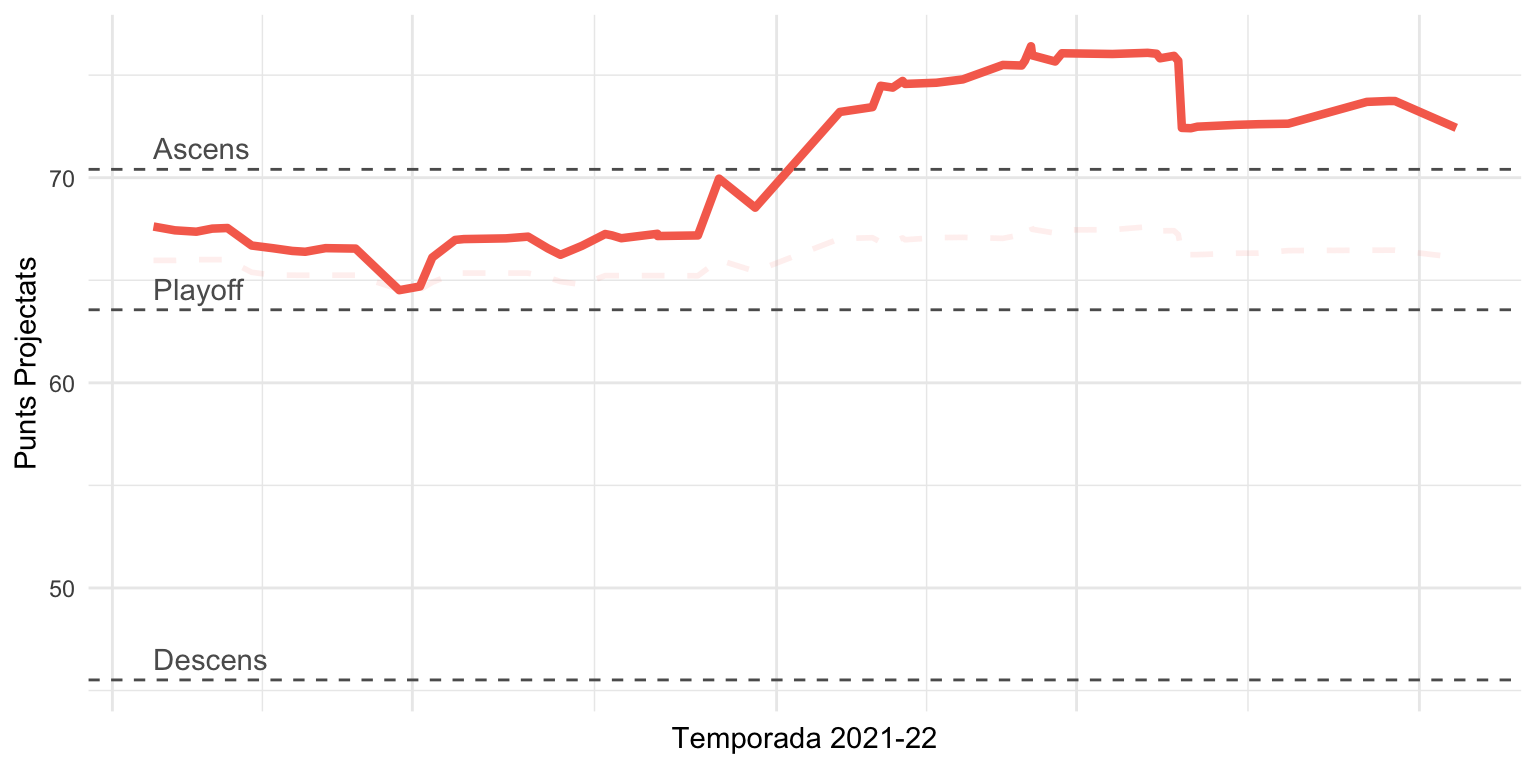 Punts Projectats
Ascens
70
Playoff
60
50
Descens
Temporada 2021-22